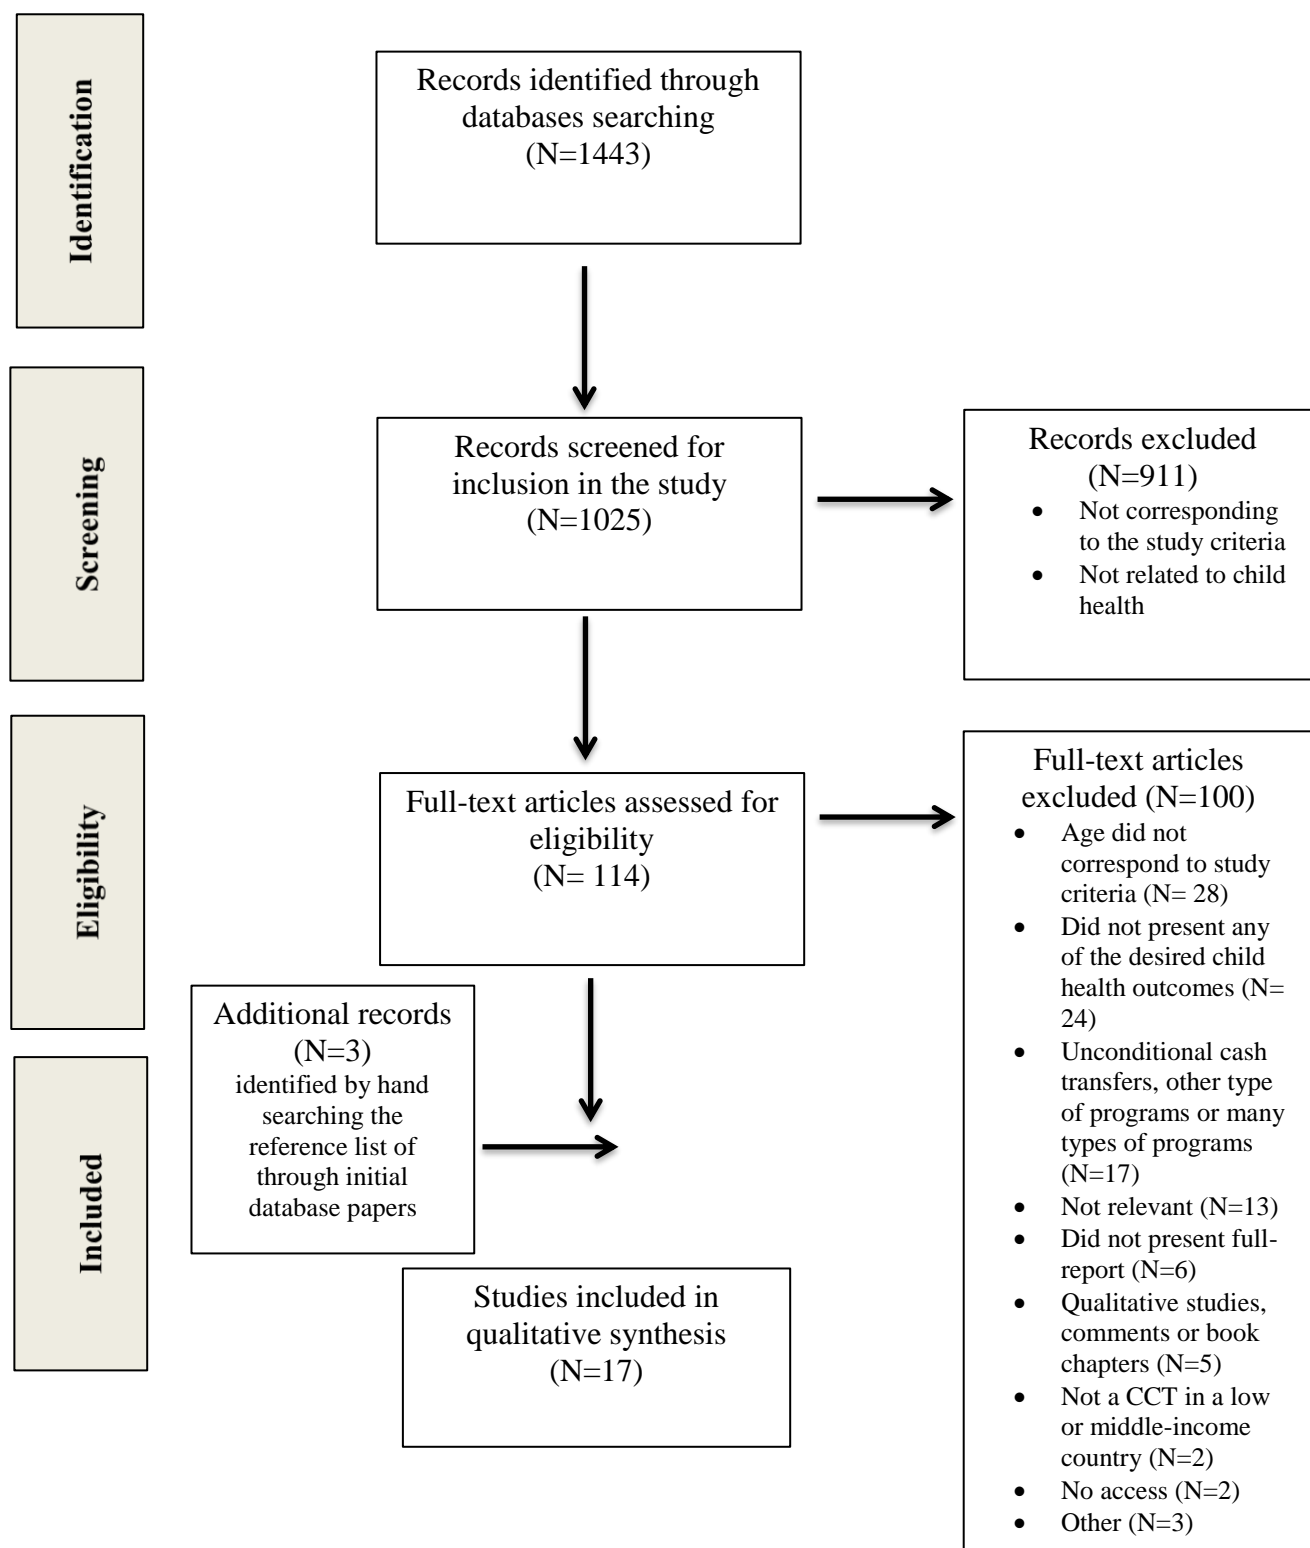 Identification
Records identified through
databases searching
(N=1443)
Screening
Records screened for
inclusion in the study
(N=1025)
Records excluded
(N=911)
• Not corresponding
to the study criteria
• Not related to child
health
Eligibility
Full-text articles assessed for
eligibility
(N= 114)
Full-text articles
excluded (N=100)
• Age did not
correspond to study
criteria (N= 28)
• Did not present any
of the desired child
health outcomes (N=
24)
• Unconditional cash
transfers, other type
of programs or many
types of programs
(N=17)
• Not relevant (N=13)
• Did not present full-
report (N=6)
• Qualitative studies,
comments or book
chapters (N=5)
• Not a CCT in a low
or middle-income
country (N=2)
• No access (N=2)
• Other (N=3)
Additional records
(N=3)
identified by hand
searching the
reference list of
through initial
database papers
Included
Studies included in
qualitative synthesis
(N=17)